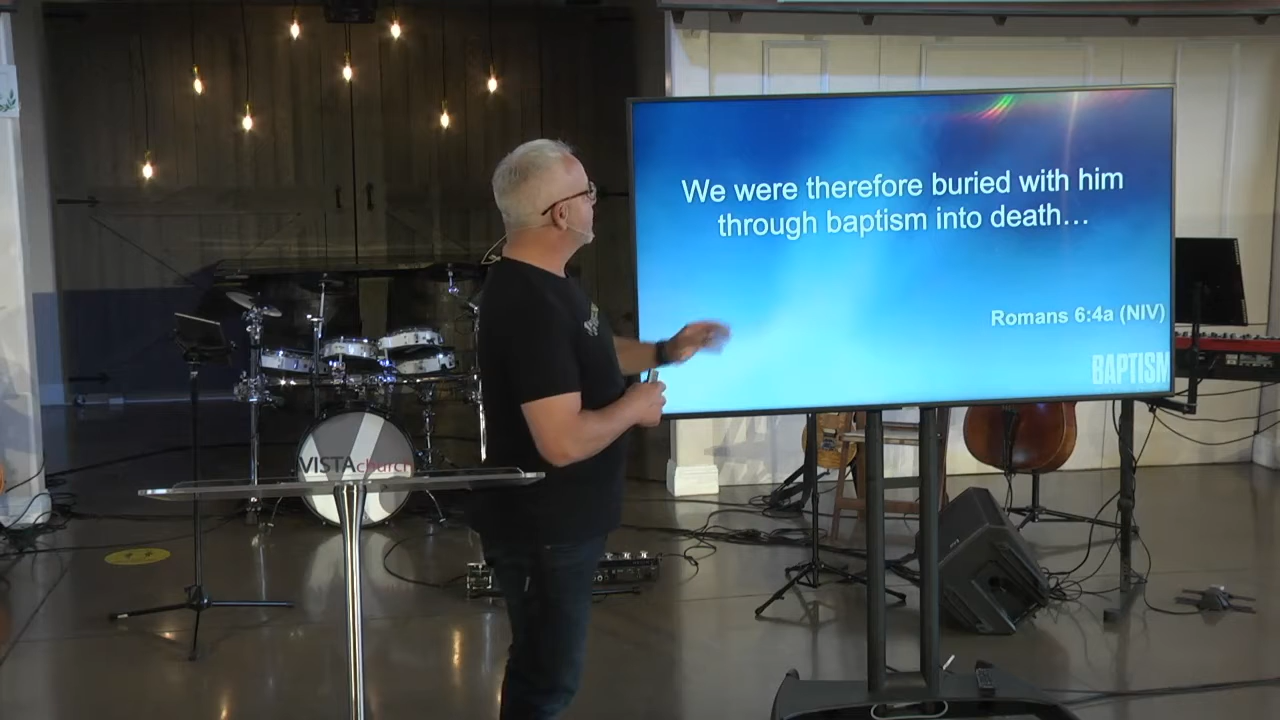 We were therefore buried with him
through baptism into death…
Romans 6:4a (NIV)
BAPTISM
VISTAchurch